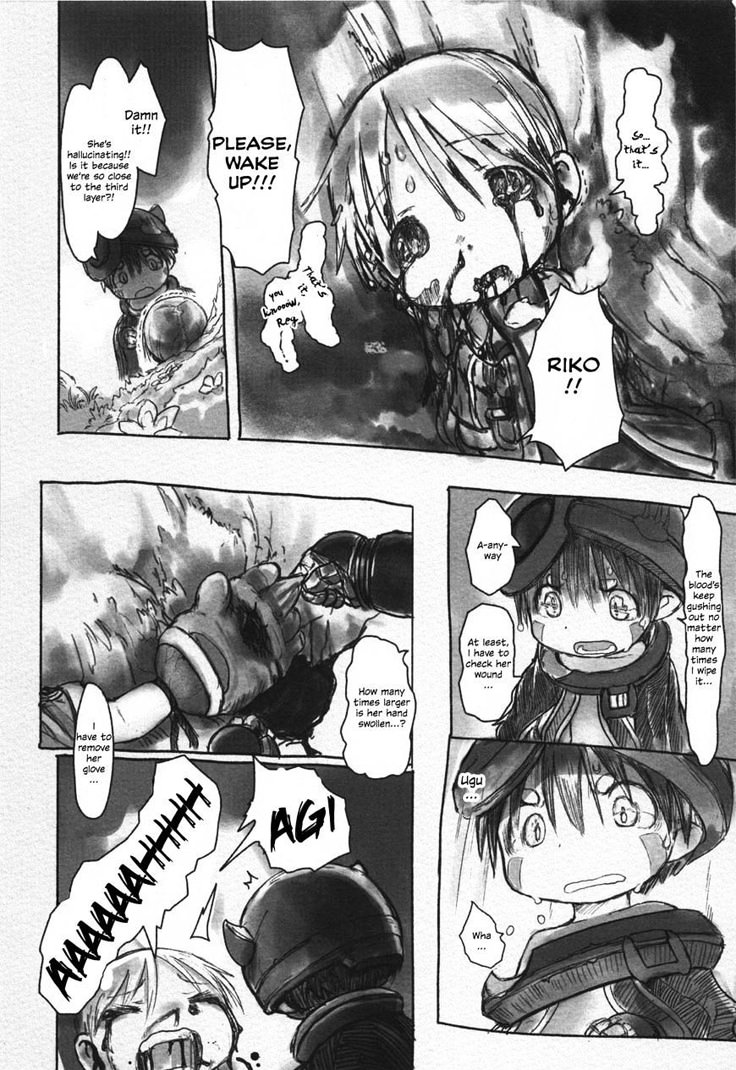 So...
that's
it...
RIKO
!!
PLEASE,
WAKE
UP!!!
That's
it,
you
knooow,
Reg
Damn
it!!
She's
hallucinating!!
Is it because
we're so close
to the third
layer?!
The
blood's
keep
gushing
out no
matter
how
many
times I
wipe
it...
A-any-
way
At least,
I have to
check her
wound
...
How many
times larger
is her hand
swollen...?
I
have to
remove
her
glove
...
Ugu
...
Wha
...
AGI
AAAAAAHHHHH